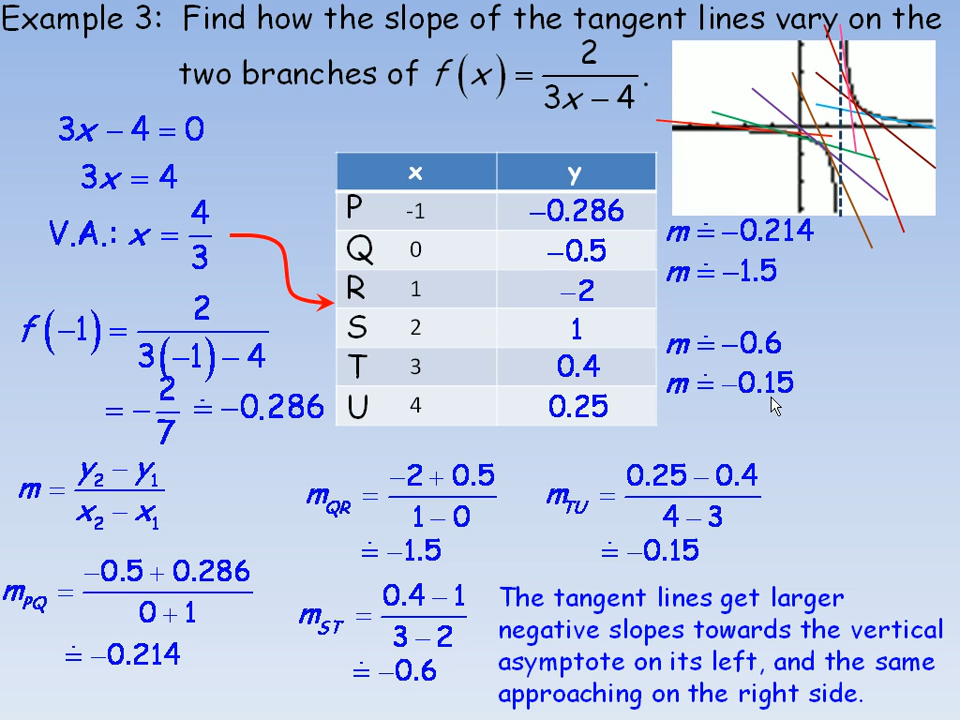 Example 3: Find how the slope of the tangent lines vary on the
two branches of f(x) = 2/(3x − 4).
3x − 4 = 0
3x = 4
V.A.: x = 4/3
f(−1) = 2/(3(−1) − 4)
= −2/7 ≐ −0.286
x y
P -1 −0.286
Q 0 −0.5
R 1 −2
S 2 1
T 3 0.4
U 4 0.25
m ≐ −0.214
m ≐ −1.5
m ≐ −0.6
m ≐ −0.15
m = (y₂ − y₁)/(x₂ − x₁)
m_PQ = (−0.5 + 0.286)/(0 + 1)
≐ −0.214
m_QR = (−2 + 0.5)/(1 − 0)
≐ −1.5
m_ST = (0.4 − 1)/(3 − 2)
≐ −0.6
m_TU = (0.25 − 0.4)/(4 − 3)
≐ −0.15
The tangent lines get larger
negative slopes towards the vertical
asymptote on its left, and the same
approaching on the right side.